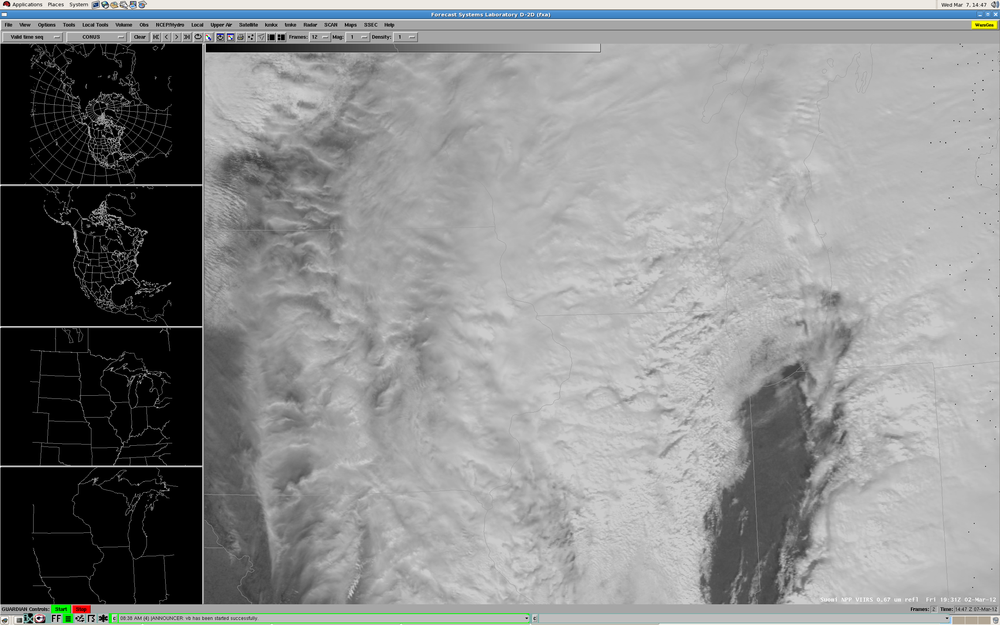 Applications Places System Wed Mar 7, 14:47
Forecast Systems Laboratory D-2D (fxa)
File View Options Tools Local Tools Volume Obs NCEP/Hydro Local Upper Air Satellite kmkx tmke Radar SCAN Maps SSEC Help WarnGen
Valid time seq CONUS Clear Frames: 12 Mag: 1 Density: 1
Suomi NPP VIIRS 0.67 um refl Fri 19:31Z 02-Mar-12
GUARDIAN Controls: Start Stop Frames: 2 Time: 14:47 Z 07-Mar-12
FF c 08:38 AM (4) |ANNOUNCER: vb has been started successfully. c